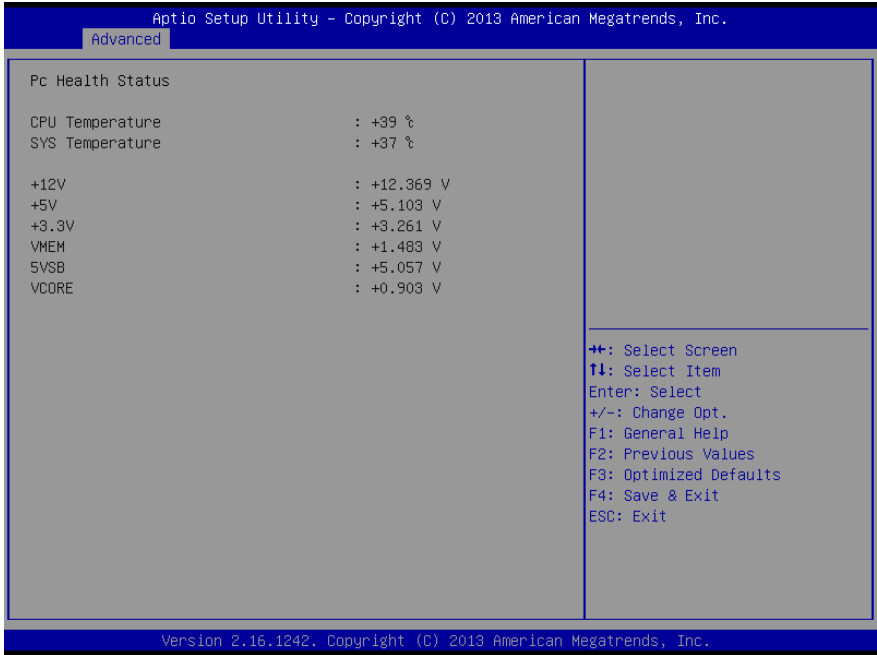 Aptio Setup Utility – Copyright (C) 2013 American Megatrends, Inc.
Advanced
Pc Health Status
CPU Temperature : +39 ℃
SYS Temperature : +37 ℃
+12V : +12.369 V
+5V : +5.103 V
+3.3V : +3.261 V
VMEM : +1.483 V
5VSB : +5.057 V
VCORE : +0.903 V
→←: Select Screen
↑↓: Select Item
Enter: Select
+/-: Change Opt.
F1: General Help
F2: Previous Values
F3: Optimized Defaults
F4: Save & Exit
ESC: Exit
Version 2.16.1242. Copyright (C) 2013 American Megatrends, Inc.